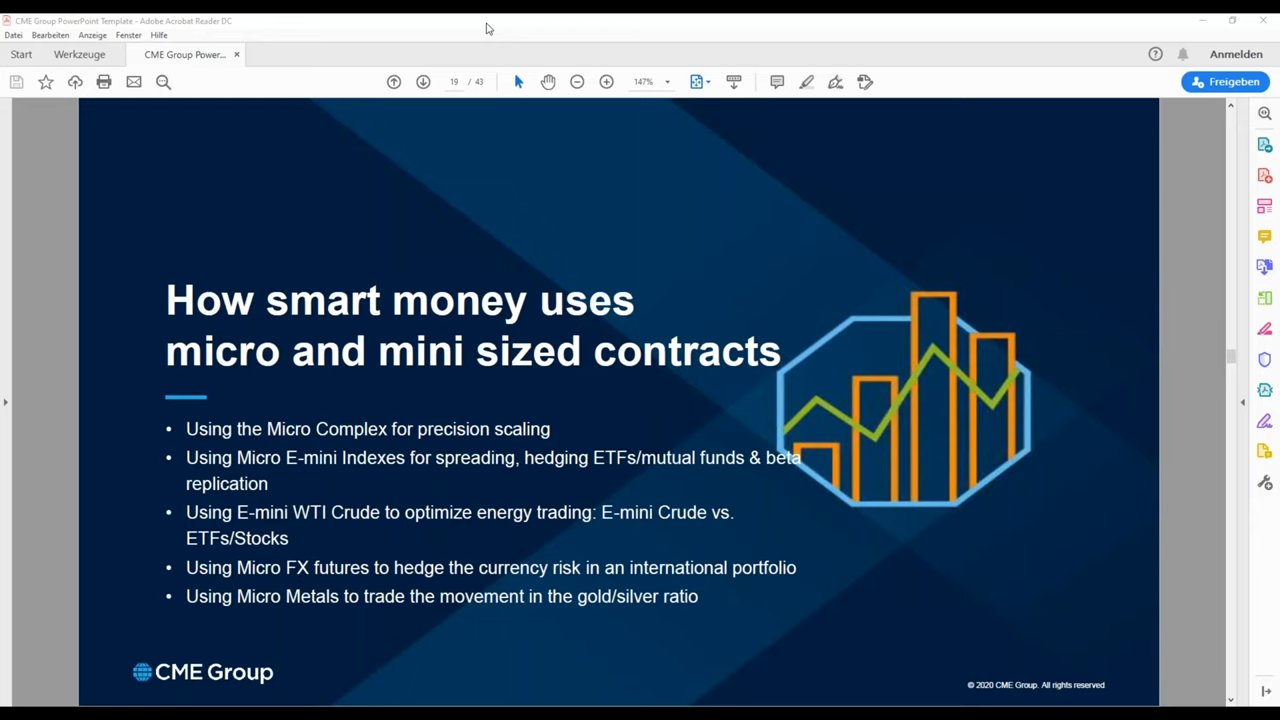 CME Group PowerPoint Template - Adobe Acrobat Reader DC
Datei Bearbeiten Anzeige Fenster Hilfe
Start Werkzeuge CME Group Power... × Anmelden
19 / 43 147% Freigeben
How smart money uses
micro and mini sized contracts
• Using the Micro Complex for precision scaling
• Using Micro E-mini Indexes for spreading, hedging ETFs/mutual funds & beta
replication
• Using E-mini WTI Crude to optimize energy trading: E-mini Crude vs.
ETFs/Stocks
• Using Micro FX futures to hedge the currency risk in an international portfolio
• Using Micro Metals to trade the movement in the gold/silver ratio
CME Group
© 2020 CME Group. All rights reserved